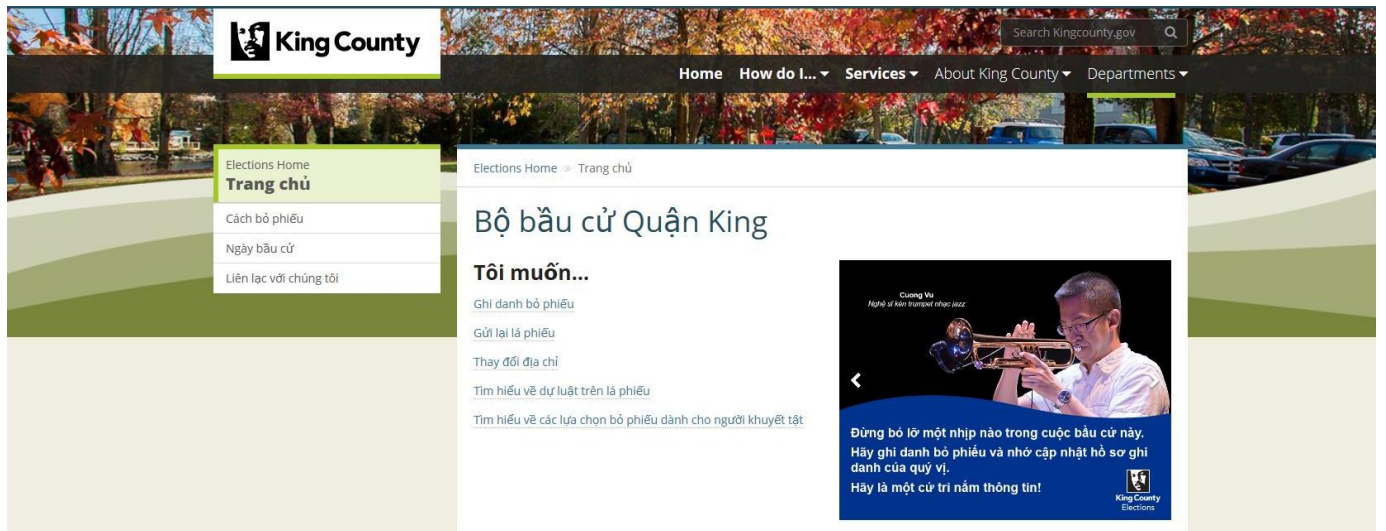 King County
Search Kingcounty.gov
Home How do I... Services About King County Departments
Elections Home
Trang chủ
Cách bỏ phiếu
Ngày bầu cử
Liên lạc với chúng tôi
Elections Home » Trang chủ
Bộ bầu cử Quận King
Tôi muốn...
Ghi danh bỏ phiếu
Gửi lại lá phiếu
Thay đổi địa chỉ
Tìm hiểu về dự luật trên lá phiếu
Tìm hiểu về các lựa chọn bỏ phiếu dành cho người khuyết tật
Cuong Vu
Nghệ sĩ kèn trumpet nhạc jazz
Đừng bỏ lỡ một nhịp nào trong cuộc bầu cử này.
Hãy ghi danh bỏ phiếu và nhớ cập nhật hồ sơ ghi
danh của quý vị.
Hãy là một cử tri nắm thông tin!
King County
Elections